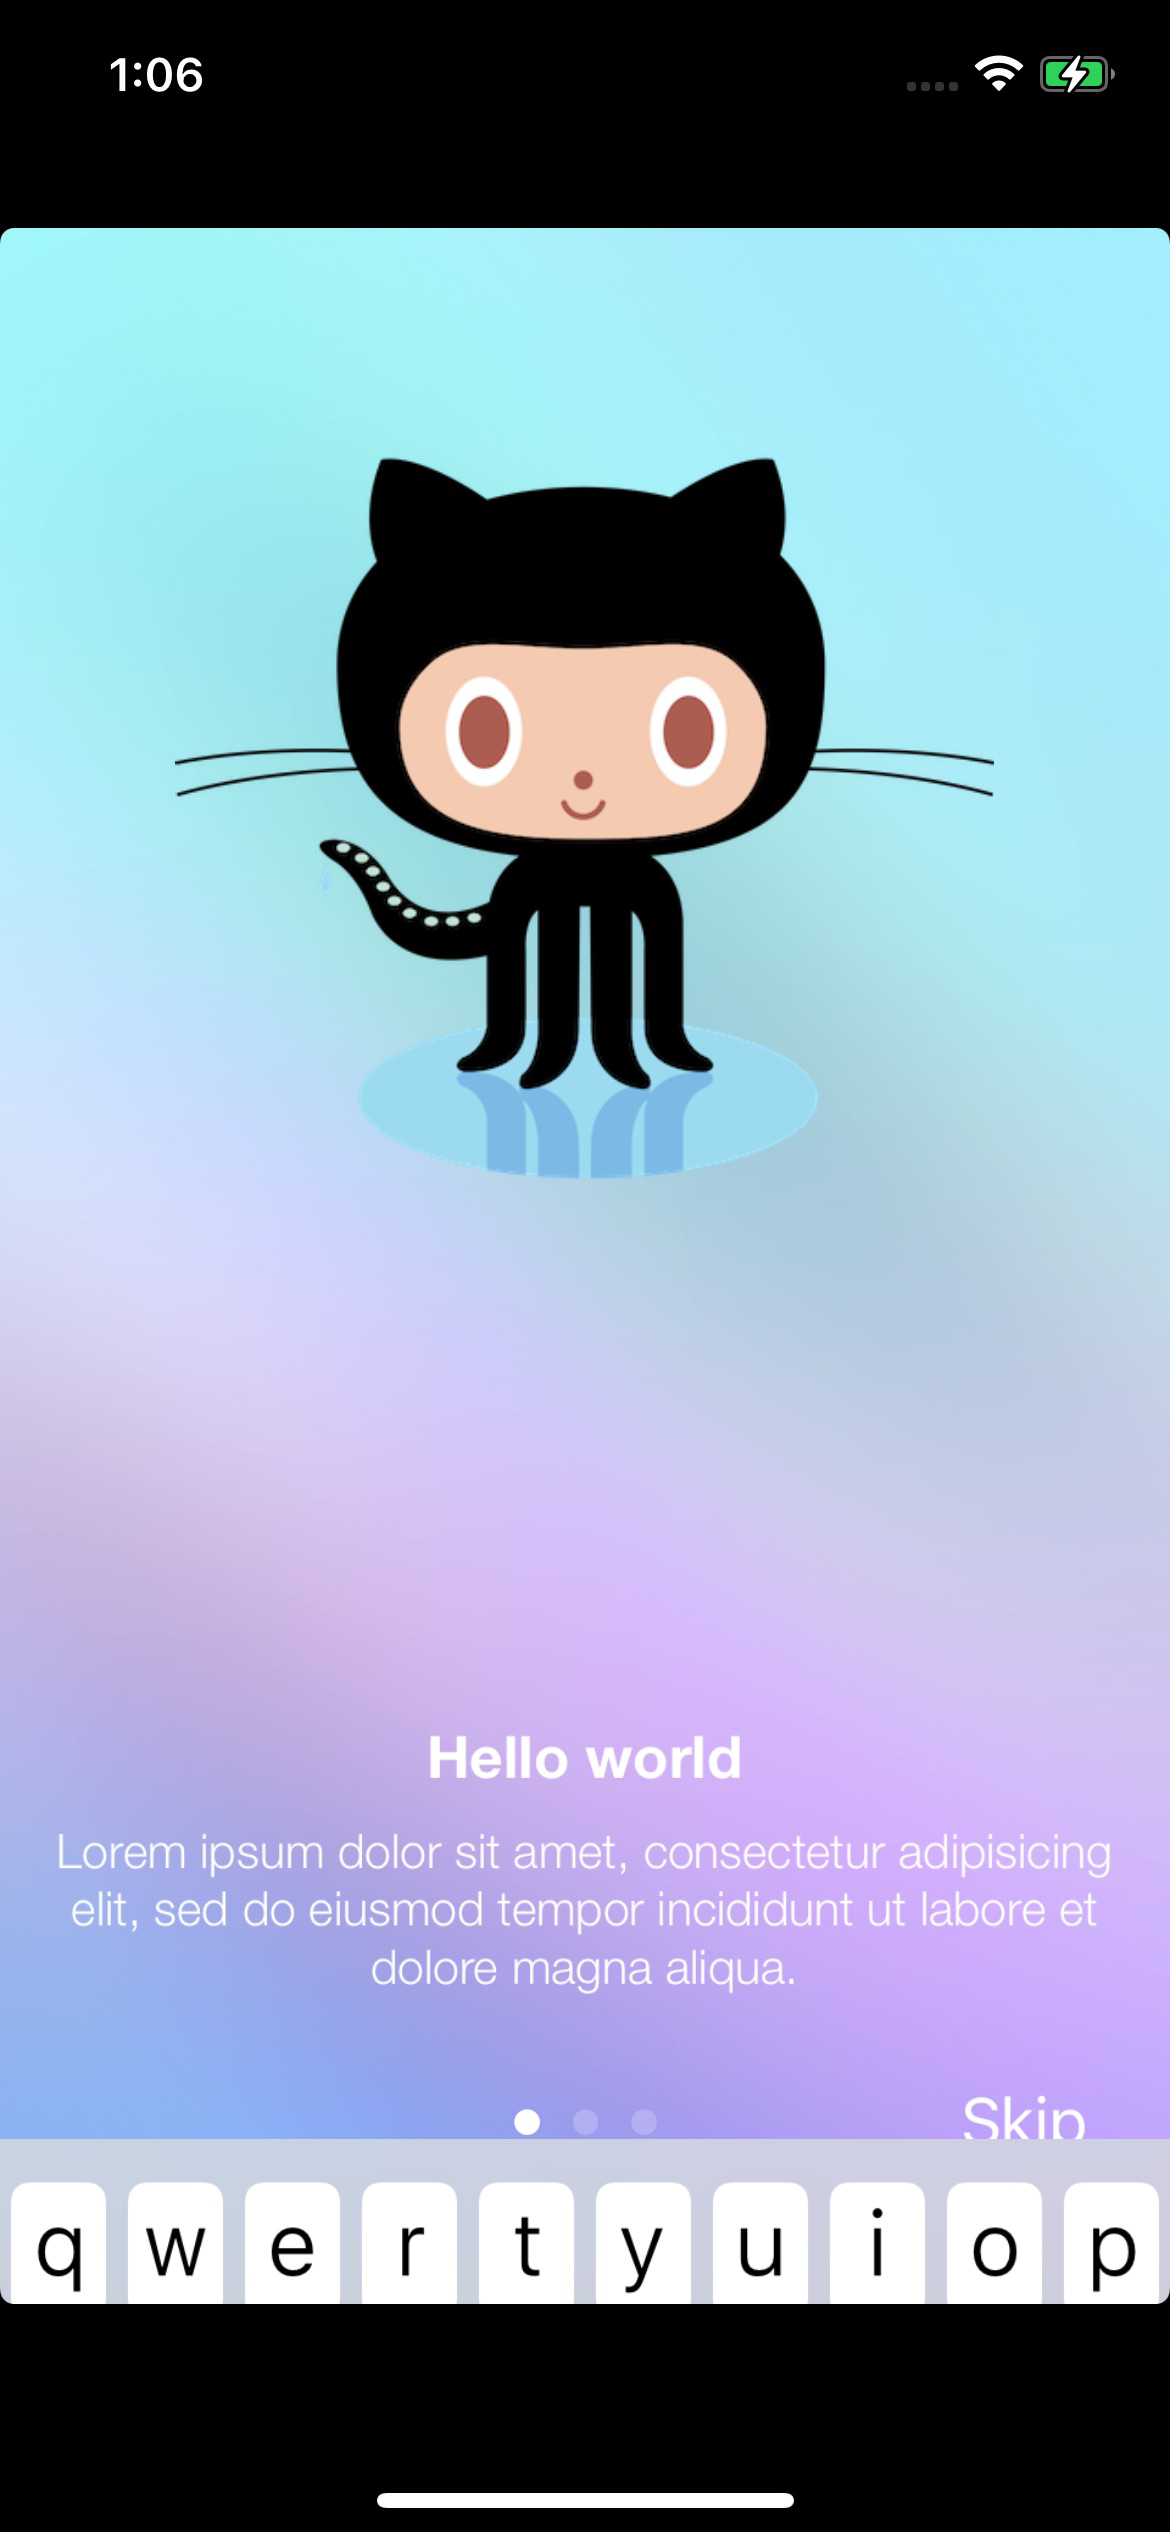 1:06
Hello world
Lorem ipsum dolor sit amet, consectetur adipisicing
elit, sed do eiusmod tempor incididunt ut labore et
dolore magna aliqua.
Skip
q w e r t y u i o p